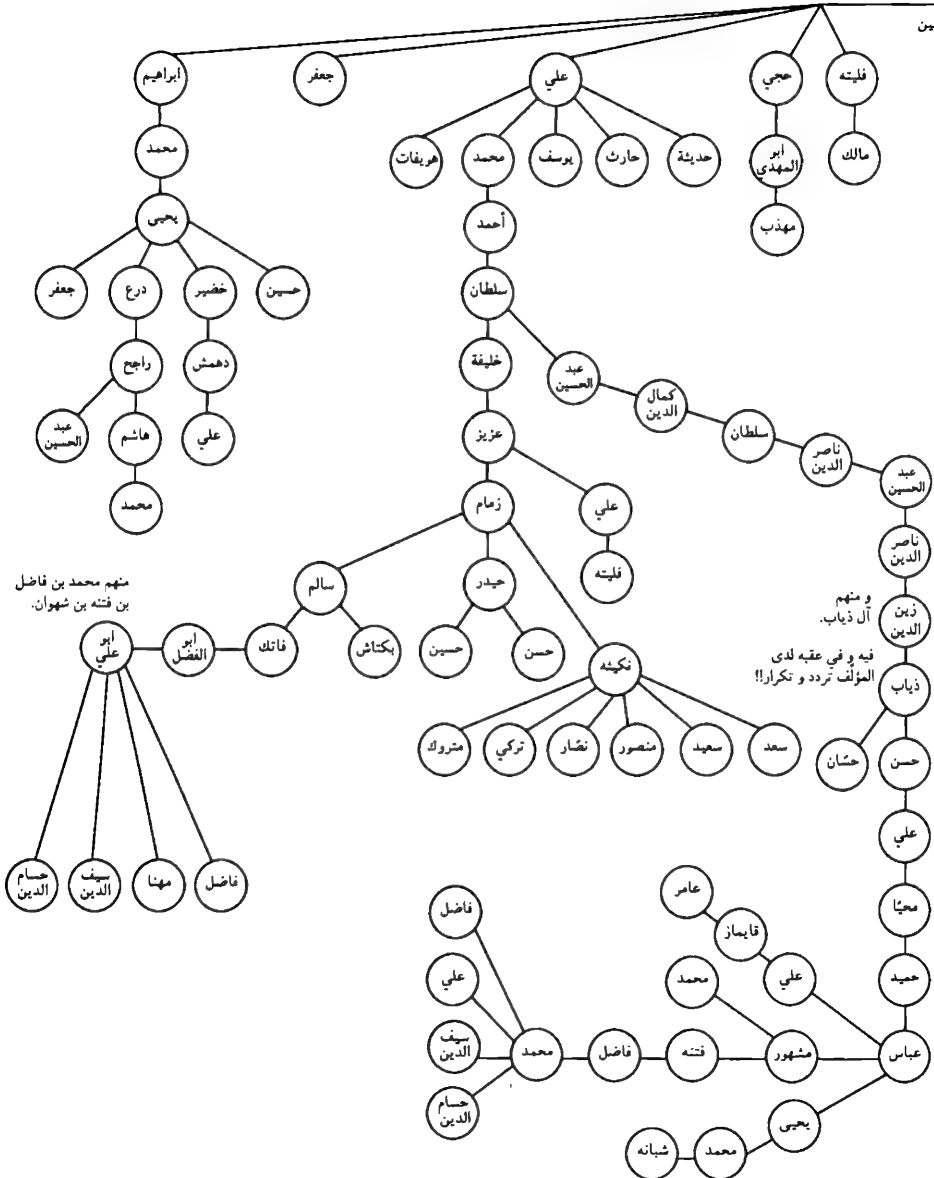 ين
فليته
حجي
علي
جعفر
ابراهيم
مالك
ابو
المهدي
حديثة
حارث
يوسف
محمد
هريفات
محمد
مهذب
أحمد
يحيى
سلطان
حسين
خضير
درع
جعفر
خليفة
عبد
الحسين
دهمش
راجح
كمال
الدين
سلطان
ناصر
الدين
عبد
الحسين
عزيز
علي
هاشم
عبد
الحسين
زمام
علي
محمد
ناصر
الدين
فليته
حيدر
سالم
منهم محمد بن فاضل
بن فتنه بن شهوان.
و منهم
آل ذياب.
زين
الدين
حسن
حسين
بكتاش
فاتك
ابو
الفضل
ابو
علي
فيه و في عقبه لدى
المؤلف تردد و تكرار!!
نكيثه
ذياب
سعد
سعيد
منصور
نصّار
تركي
متروك
حسن
حسّان
علي
فاضل
مهنا
سيف
الدين
حسام
الدين
محيّا
عامر
قايماز
علي
محمد
فاضل
حميد
علي
عباس
مشهور
فتنه
فاضل
محمد
سيف
الدين
حسام
الدين
يحيى
محمد
شبانه